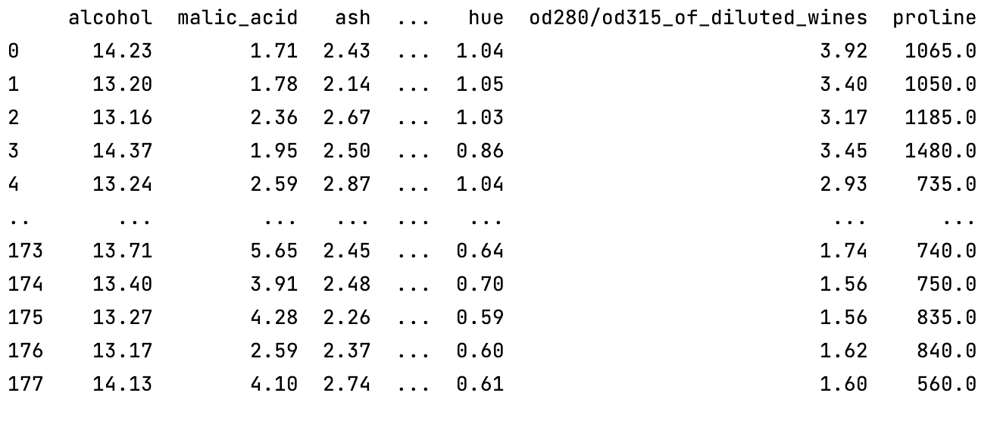 alcohol  malic_acid   ash  ...   hue  od280/od315_of_diluted_wines  proline
0      14.23        1.71  2.43  ...  1.04                          3.92   1065.0
1      13.20        1.78  2.14  ...  1.05                          3.40   1050.0
2      13.16        2.36  2.67  ...  1.03                          3.17   1185.0
3      14.37        1.95  2.50  ...  0.86                          3.45   1480.0
4      13.24        2.59  2.87  ...  1.04                          2.93    735.0
..       ...         ...   ...  ...   ...                           ...      ...
173    13.71        5.65  2.45  ...  0.64                          1.74    740.0
174    13.40        3.91  2.48  ...  0.70                          1.56    750.0
175    13.27        4.28  2.26  ...  0.59                          1.56    835.0
176    13.17        2.59  2.37  ...  0.60                          1.62    840.0
177    14.13        4.10  2.74  ...  0.61                          1.60    560.0